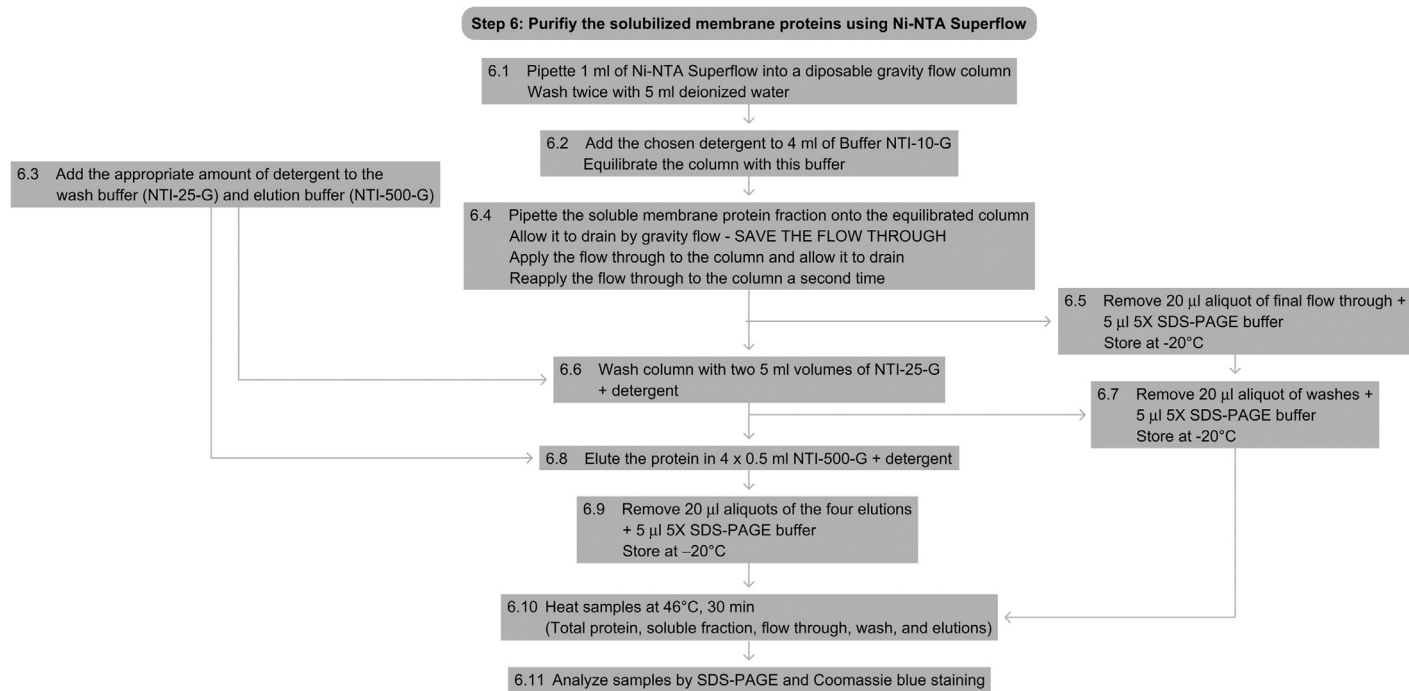 Step 6: Purifiy the solubilized membrane proteins using Ni-NTA Superflow
6.1 Pipette 1 ml of Ni-NTA Superflow into a diposable gravity flow column
Wash twice with 5 ml deionized water
6.2 Add the chosen detergent to 4 ml of Buffer NTI-10-G
Equilibrate the column with this buffer
6.3 Add the appropriate amount of detergent to the
wash buffer (NTI-25-G) and elution buffer (NTI-500-G)
6.4 Pipette the soluble membrane protein fraction onto the equilibrated column
Allow it to drain by gravity flow - SAVE THE FLOW THROUGH
Apply the flow through to the column and allow it to drain
Reapply the flow through to the column a second time
6.5 Remove 20 µl aliquot of final flow through +
5 µl 5X SDS-PAGE buffer
Store at -20°C
6.6 Wash column with two 5 ml volumes of NTI-25-G
+ detergent
6.7 Remove 20 µl aliquot of washes +
5 µl 5X SDS-PAGE buffer
Store at -20°C
6.8 Elute the protein in 4 x 0.5 ml NTI-500-G + detergent
6.9 Remove 20 µl aliquots of the four elutions
+ 5 µl 5X SDS-PAGE buffer
Store at –20°C
6.10 Heat samples at 46°C, 30 min
(Total protein, soluble fraction, flow through, wash, and elutions)
6.11 Analyze samples by SDS-PAGE and Coomassie blue staining